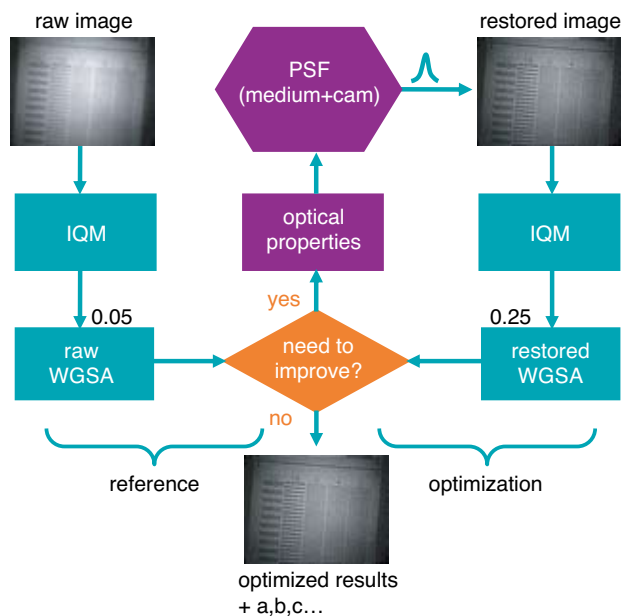 raw image
restored image
PSF
(medium+cam)
IQM
optical
properties
IQM
yes
0.05
0.25
raw
WGSA
need to
improve?
restored
WGSA
no
reference
optimization
optimized results
+ a,b,c…